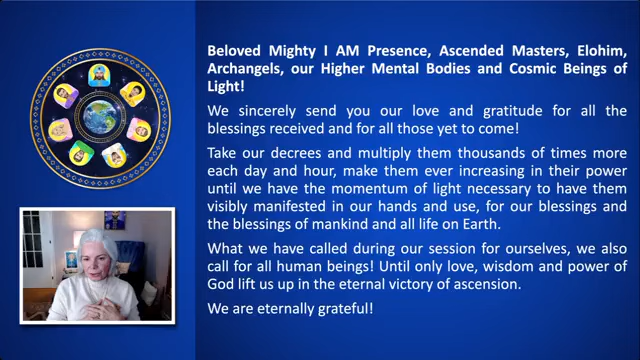 Beloved Mighty I AM Presence, Ascended Masters, Elohim,
Archangels, our Higher Mental Bodies and Cosmic Beings of
Light!
We sincerely send you our love and gratitude for all the
blessings received and for all those yet to come!
Take our decrees and multiply them thousands of times more
each day and hour, make them ever increasing in their power
until we have the momentum of light necessary to have them
visibly manifested in our hands and use, for our blessings and
the blessings of mankind and all life on Earth.
What we have called during our session for ourselves, we also
call for all human beings! Until only love, wisdom and power of
God lift us up in the eternal victory of ascension.
We are eternally grateful!